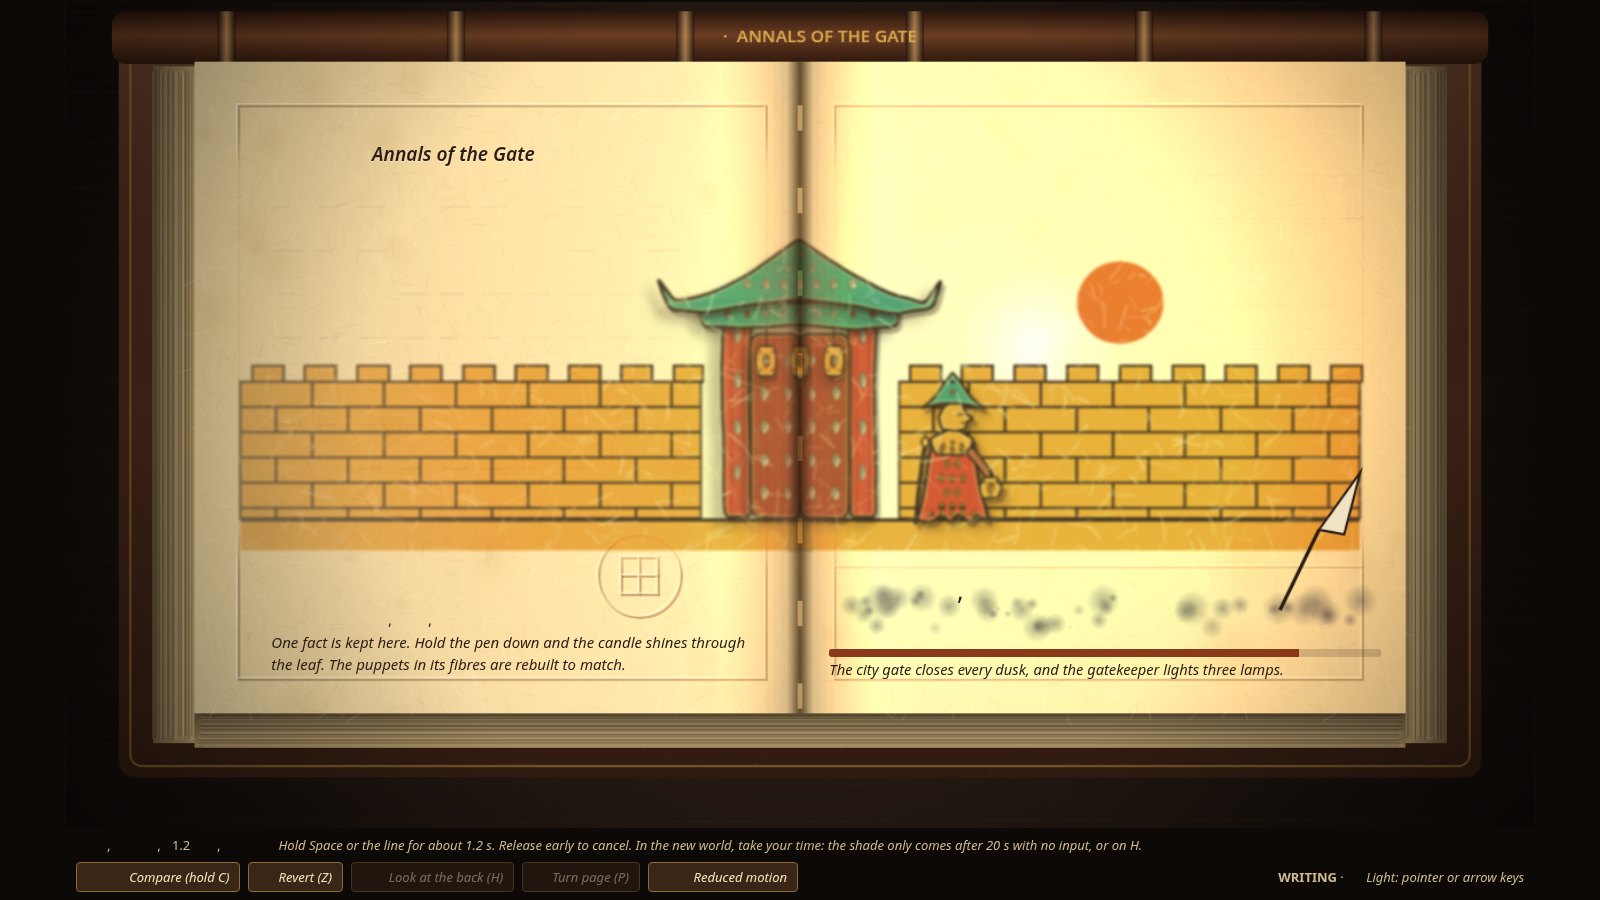 · ANNALS OF THE GATE
Annals of the Gate
, ,
One fact is kept here. Hold the pen down and the candle shines through
the leaf. The puppets in its fibres are rebuilt to match.
,
The city gate closes every dusk, and the gatekeeper lights three lamps.
, , 1.2 , Hold Space or the line for about 1.2 s. Release early to cancel. In the new world, take your time: the shade only comes after 20 s with no input, or on H.
Compare (hold C) Revert (Z) Look at the back (H) Turn page (P) Reduced motion WRITING · Light: pointer or arrow keys